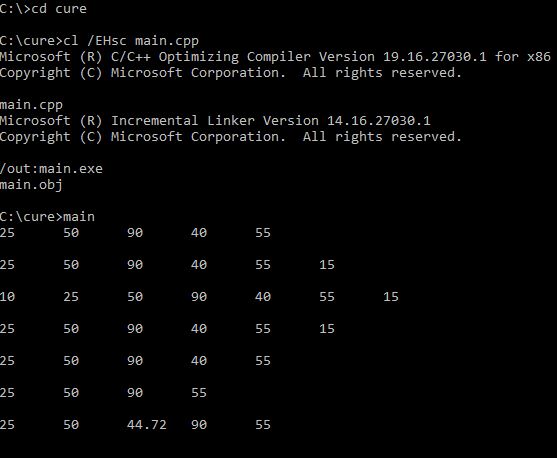 C:\>cd cure
C:\cure>cl /EHsc main.cpp
Microsoft (R) C/C++ Optimizing Compiler Version 19.16.27030.1 for x86
Copyright (C) Microsoft Corporation.  All rights reserved.
main.cpp
Microsoft (R) Incremental Linker Version 14.16.27030.1
Copyright (C) Microsoft Corporation.  All rights reserved.
/out:main.exe
main.obj
C:\cure>main
25 50 90 40 55
25 50 90 40 55 15
10 25 50 90 40 55 15
25 50 90 40 55 15
25 50 90 40 55
25 50 90 55
25 50 44.72 90 55